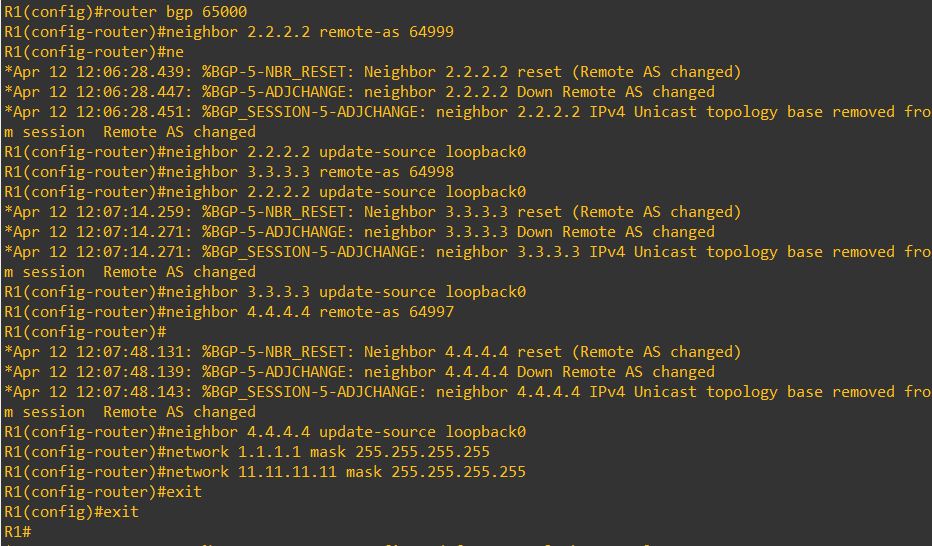 R1(config)#router bgp 65000
R1(config-router)#neighbor 2.2.2.2 remote-as 64999
R1(config-router)#ne
*Apr 12 12:06:28.439: %BGP-5-NBR_RESET: Neighbor 2.2.2.2 reset (Remote AS changed)
*Apr 12 12:06:28.447: %BGP-5-ADJCHANGE: neighbor 2.2.2.2 Down Remote AS changed
*Apr 12 12:06:28.451: %BGP_SESSION-5-ADJCHANGE: neighbor 2.2.2.2 IPv4 Unicast topology base removed fro
m session  Remote AS changed
R1(config-router)#neighbor 2.2.2.2 update-source loopback0
R1(config-router)#neighbor 3.3.3.3 remote-as 64998
R1(config-router)#neighbor 2.2.2.2 update-source loopback0
*Apr 12 12:07:14.259: %BGP-5-NBR_RESET: Neighbor 3.3.3.3 reset (Remote AS changed)
*Apr 12 12:07:14.271: %BGP-5-ADJCHANGE: neighbor 3.3.3.3 Down Remote AS changed
*Apr 12 12:07:14.271: %BGP_SESSION-5-ADJCHANGE: neighbor 3.3.3.3 IPv4 Unicast topology base removed fro
m session  Remote AS changed
R1(config-router)#neighbor 3.3.3.3 update-source loopback0
R1(config-router)#neighbor 4.4.4.4 remote-as 64997
R1(config-router)#
*Apr 12 12:07:48.131: %BGP-5-NBR_RESET: Neighbor 4.4.4.4 reset (Remote AS changed)
*Apr 12 12:07:48.139: %BGP-5-ADJCHANGE: neighbor 4.4.4.4 Down Remote AS changed
*Apr 12 12:07:48.143: %BGP_SESSION-5-ADJCHANGE: neighbor 4.4.4.4 IPv4 Unicast topology base removed fro
m session  Remote AS changed
R1(config-router)#neighbor 4.4.4.4 update-source loopback0
R1(config-router)#network 1.1.1.1 mask 255.255.255.255
R1(config-router)#network 11.11.11.11 mask 255.255.255.255
R1(config-router)#exit
R1(config)#exit
R1#